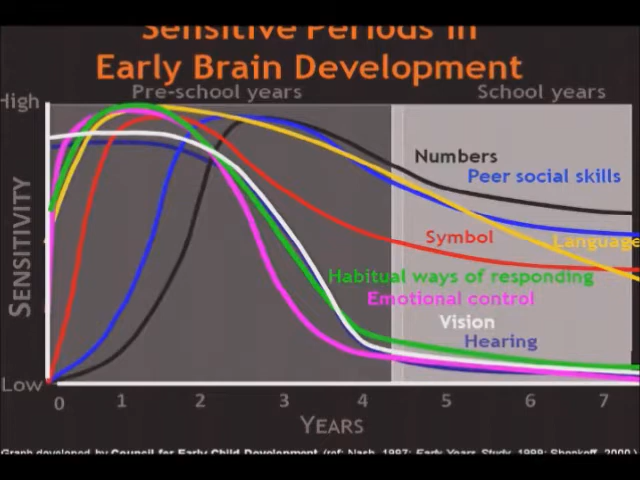 Sensitive Periods in
Early Brain Development
Pre-school years School years
High
Numbers
Peer social skills
SENSITIVITY
Symbol
Language
Habitual ways of responding
Emotional control
Vision
Hearing
Low
0 1 2 3 4 5 6 7
YEARS
Graph developed by Council for Early Child Development (ref: Nash, 1997; Early Years Study, 1999; Shonkoff, 2000.)